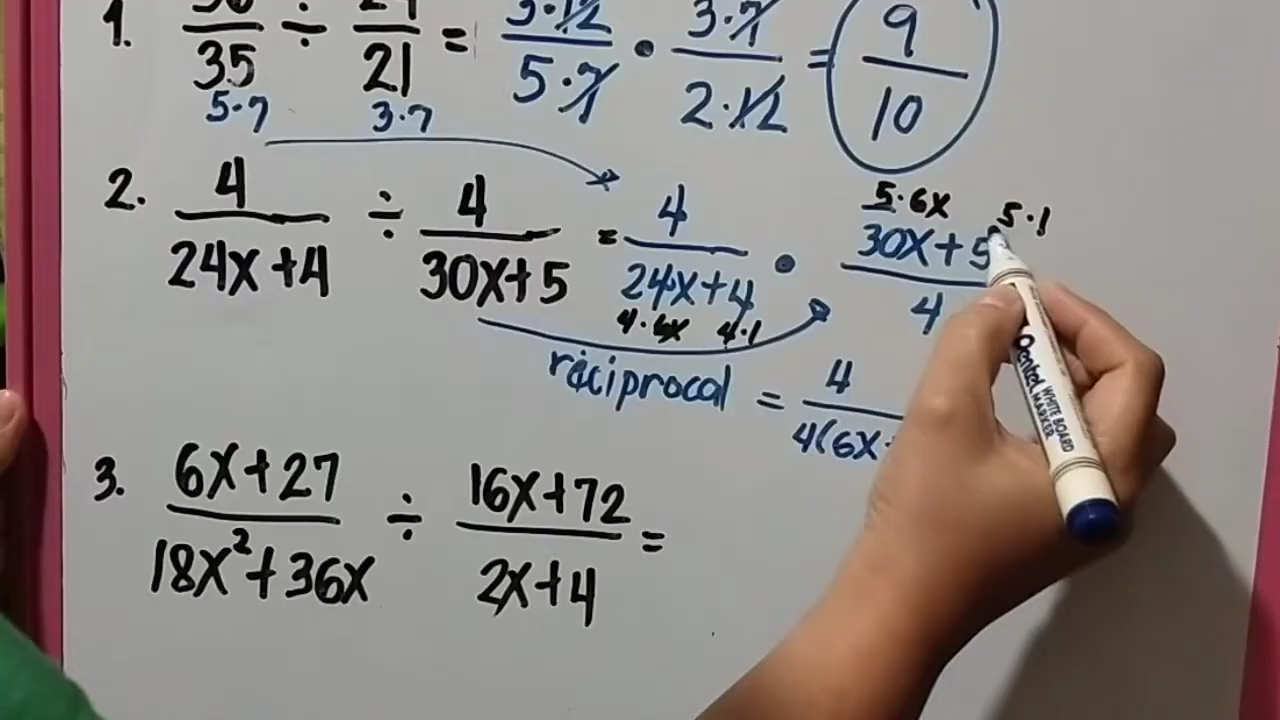 1. 36/35 ÷ 24/21 = 3·12/5·7 · 3·7/2·12 = 9/10
5·7 3·7
5·6x 5·1
2. 4/24x+4 ÷ 4/30x+5 = 4/24x+4 · 30x+5/4
4·6x 4·1
reciprocal = 4/4(6x+
3. 6x+27/18x²+36x ÷ 16x+72/2x+4 =
Pentel WHITE BOARD MARKER